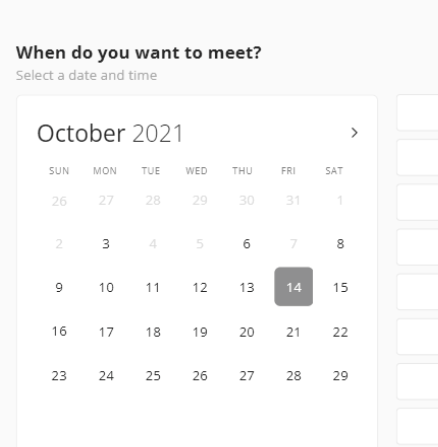 When do you want to meet?
Select a date and time
October 2021
SUN MON TUE WED THU FRI SAT
26 27 28 29 30 31 1
2 3 4 5 6 7 8
9 10 11 12 13 14 15
16 17 18 19 20 21 22
23 24 25 26 27 28 29